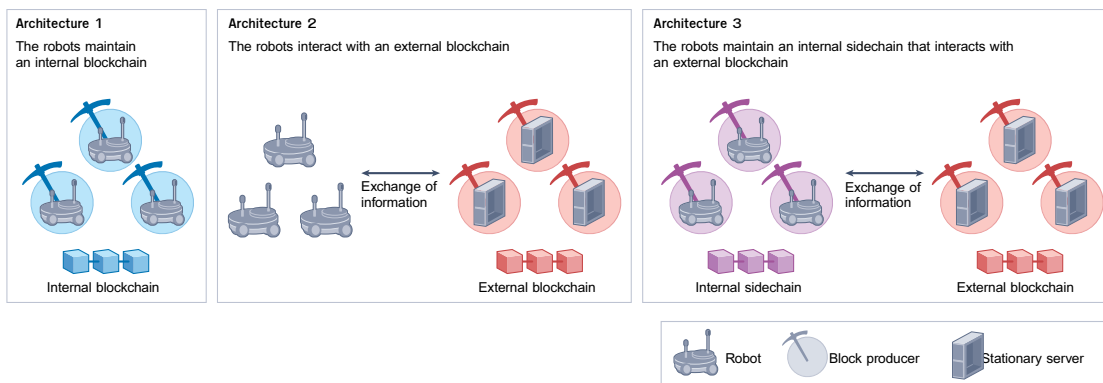 Architecture 1
The robots maintain
an internal blockchain
Internal blockchain
Architecture 2
The robots interact with an external blockchain
Exchange of
information
External blockchain
Architecture 3
The robots maintain an internal sidechain that interacts with
an external blockchain
Exchange of
information
Internal sidechain
External blockchain
Robot
Block producer
Stationary server